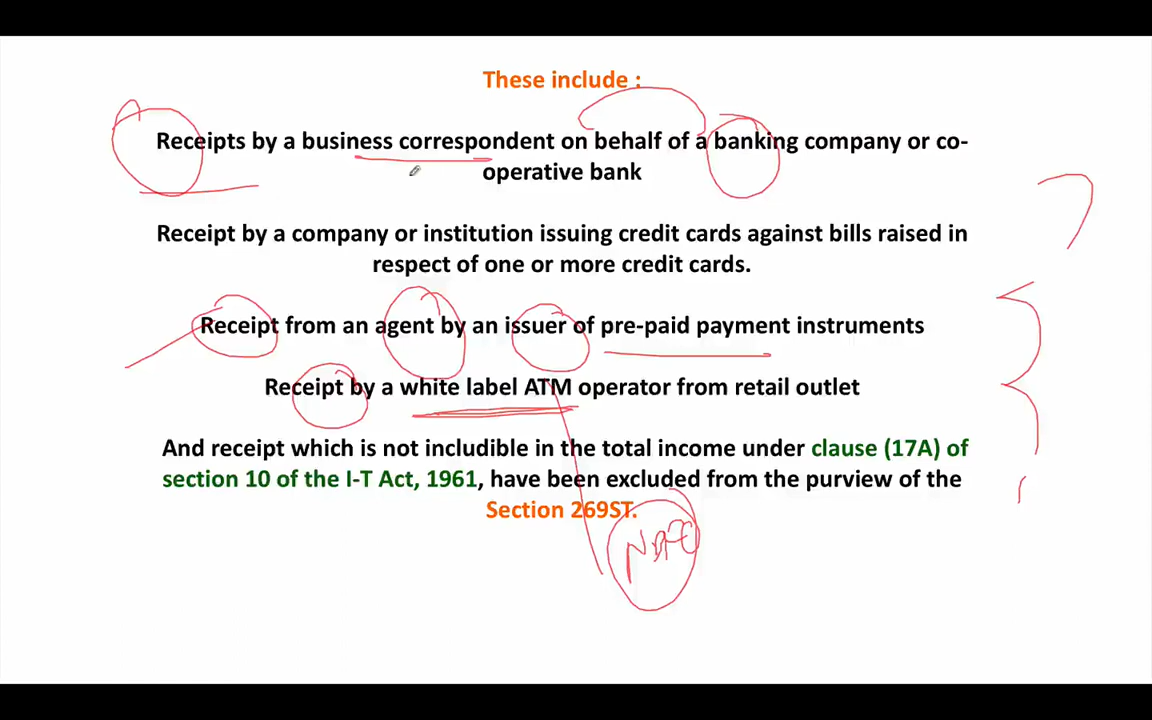 These include :
Receipts by a business correspondent on behalf of a banking company or co-
operative bank
Receipt by a company or institution issuing credit cards against bills raised in
respect of one or more credit cards.
Receipt from an agent by an issuer of pre-paid payment instruments
Receipt by a white label ATM operator from retail outlet
And receipt which is not includible in the total income under clause (17A) of
section 10 of the I-T Act, 1961, have been excluded from the purview of the
Section 269ST.
NBFC